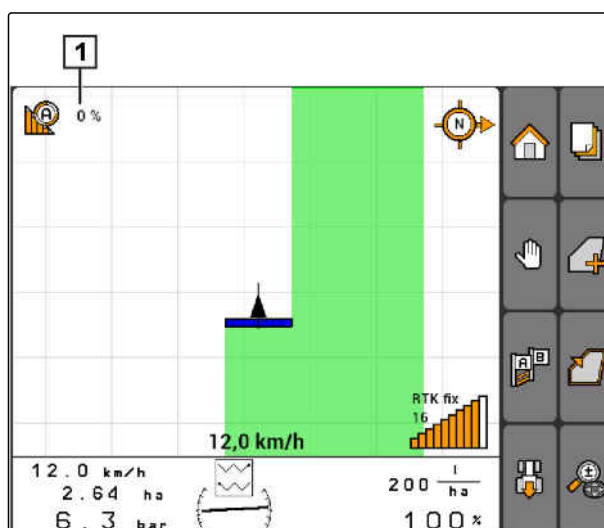 1
A
0 %
N
A B
RTK fix
16
12,0 km/h
12.0 km/h
2.64 ha
6.3 bar
200 l/ha
100 %